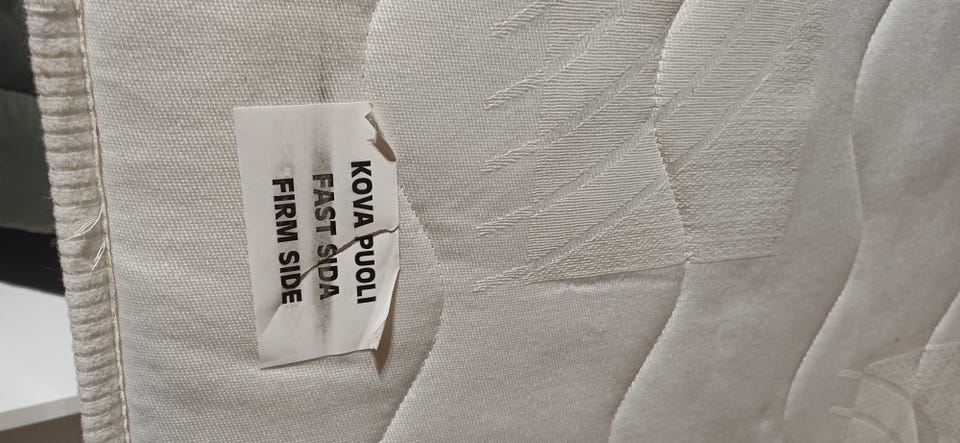 KOVA PUOLI
FAST SIDA
FIRM SIDE